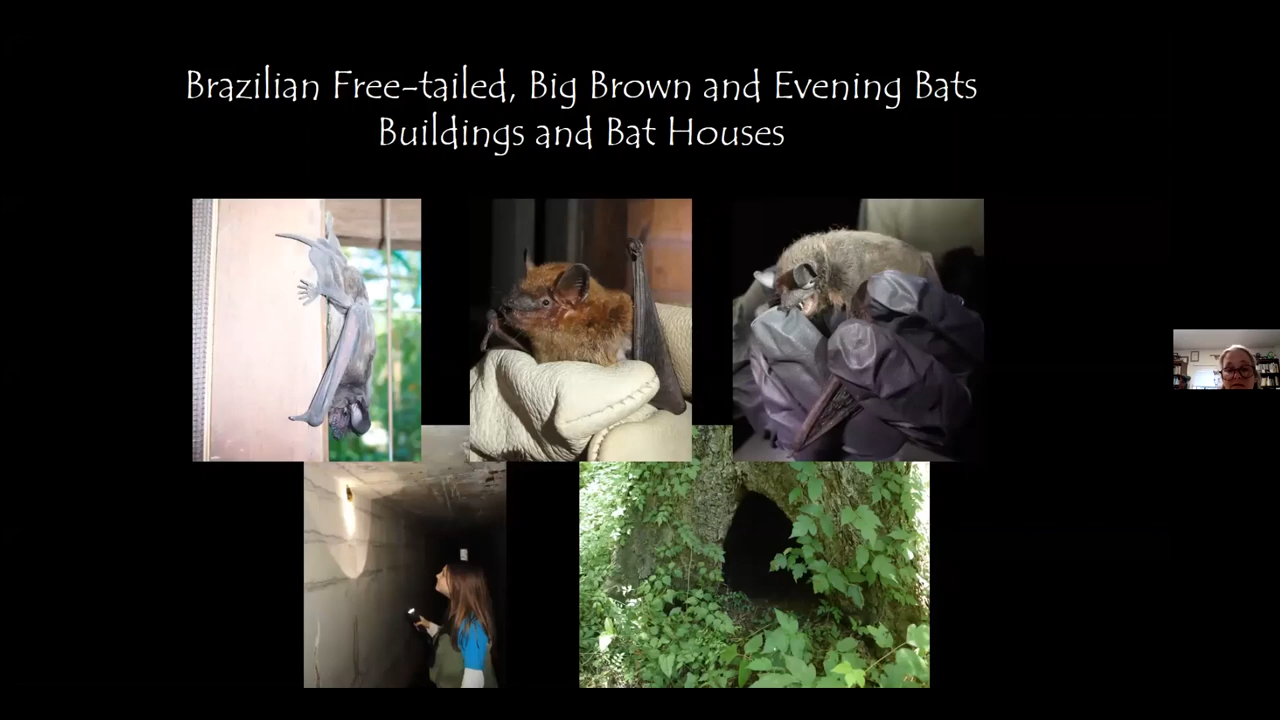 Brazilian Free-tailed, Big Brown and Evening Bats
Buildings and Bat Houses